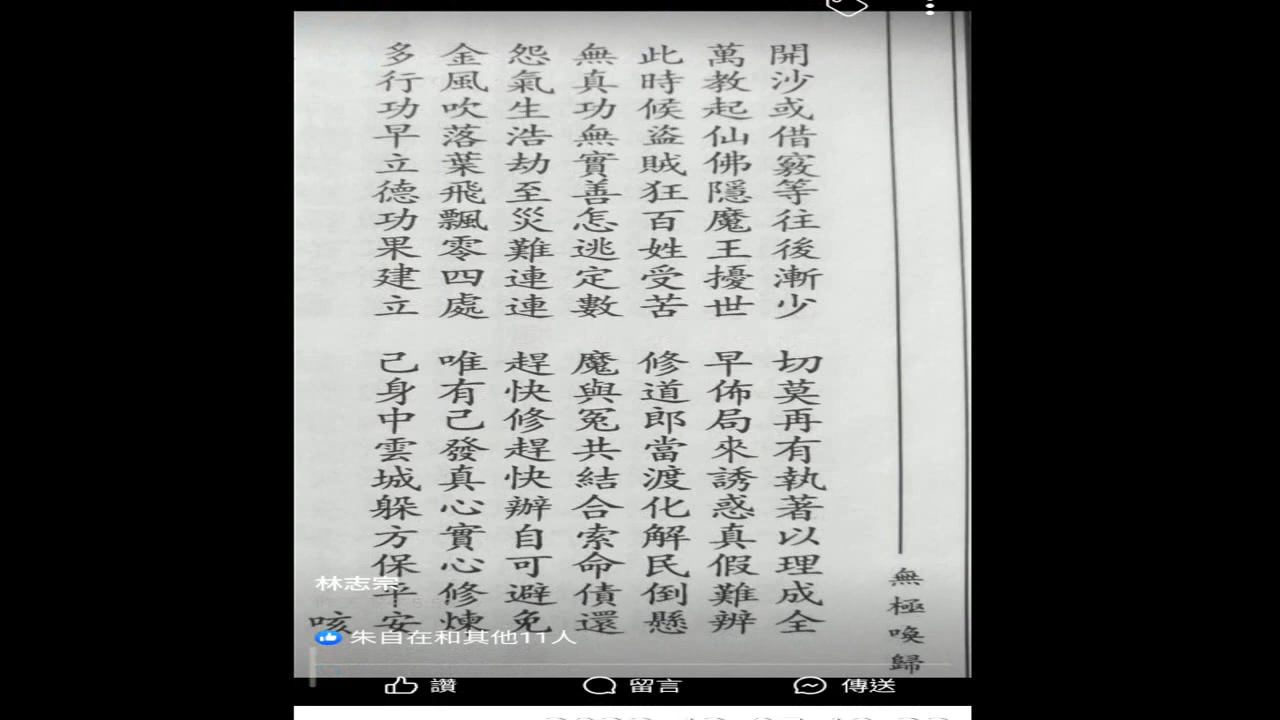 無極喚歸
開沙或借竅等往後漸少　切莫再有執著以理成全
萬教起仙佛隱魔王擾世　早佈局來誘惑真假難辨
此時候盜賊狂百姓受苦　修道郎當渡化解民倒懸
無真功無實善怎逃定數　魔與冤共結合索命債還
怨氣生浩劫至災難連連　趕快修趕快辦自可避免
金風吹落葉飛飄零四處　唯有己發真心實心修煉
多行功早立德功果建立　己身中雲城躲方保平安
咳
林志宗
朱自在和其他11人
讚　留言　傳送